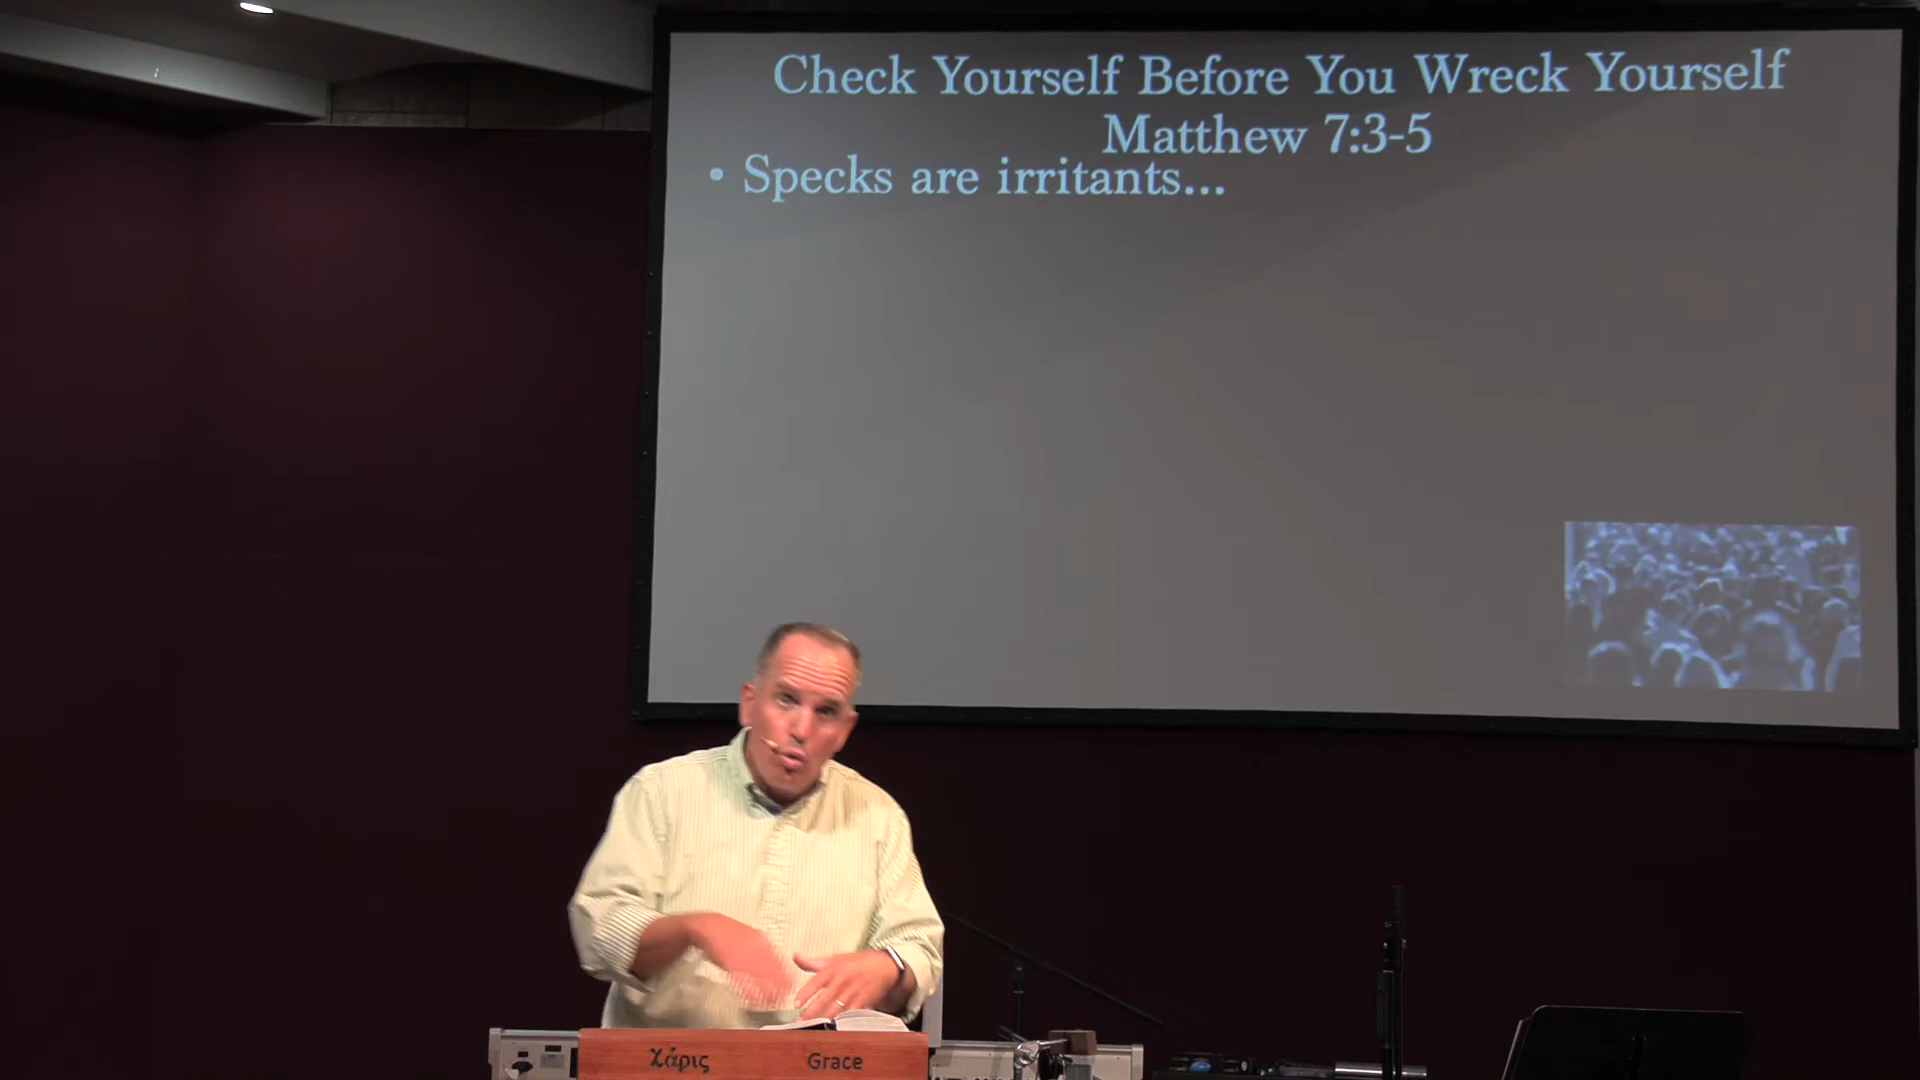 Check Yourself Before You Wreck Yourself
Matthew 7:3-5
• Specks are irritants...
Χάρις Grace